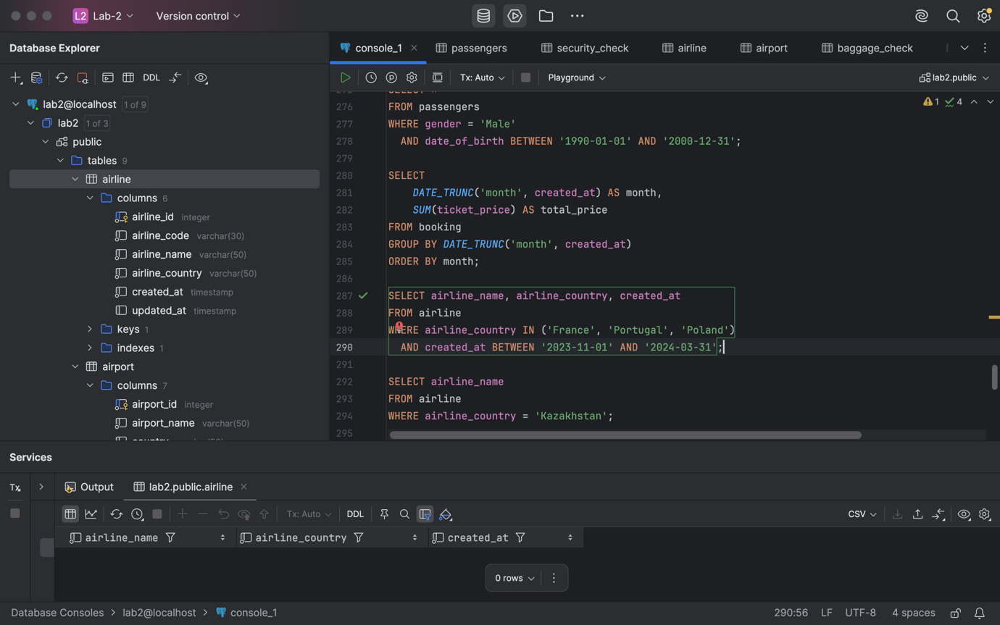 L2 Lab-2 Version control
Database Explorer
console_1 passengers security_check airline airport baggage_check
DDL
Tx: Auto Playground lab2.public
lab2@localhost 1 of 9
lab2 1 of 3
public
tables 9
airline
columns 6
airline_id integer
airline_code varchar(30)
airline_name varchar(50)
airline_country varchar(50)
created_at timestamp
updated_at timestamp
keys 1
indexes 1
airport
columns 7
airport_id integer
airport_name varchar(50)
1 4
276 FROM passengers
277 WHERE gender = 'Male'
278 AND date_of_birth BETWEEN '1990-01-01' AND '2000-12-31';
279
280 SELECT
281 DATE_TRUNC('month', created_at) AS month,
282 SUM(ticket_price) AS total_price
283 FROM booking
284 GROUP BY DATE_TRUNC('month', created_at)
285 ORDER BY month;
286
287 SELECT airline_name, airline_country, created_at
288 FROM airline
289 WHERE airline_country IN ('France', 'Portugal', 'Poland')
290 AND created_at BETWEEN '2023-11-01' AND '2024-03-31';
291
292 SELECT airline_name
293 FROM airline
294 WHERE airline_country = 'Kazakhstan';
295
Services
Tx Output lab2.public.airline
Tx: Auto DDL CSV
airline_name airline_country created_at
0 rows
Database Consoles > lab2@localhost > console_1 290:56 LF UTF-8 4 spaces